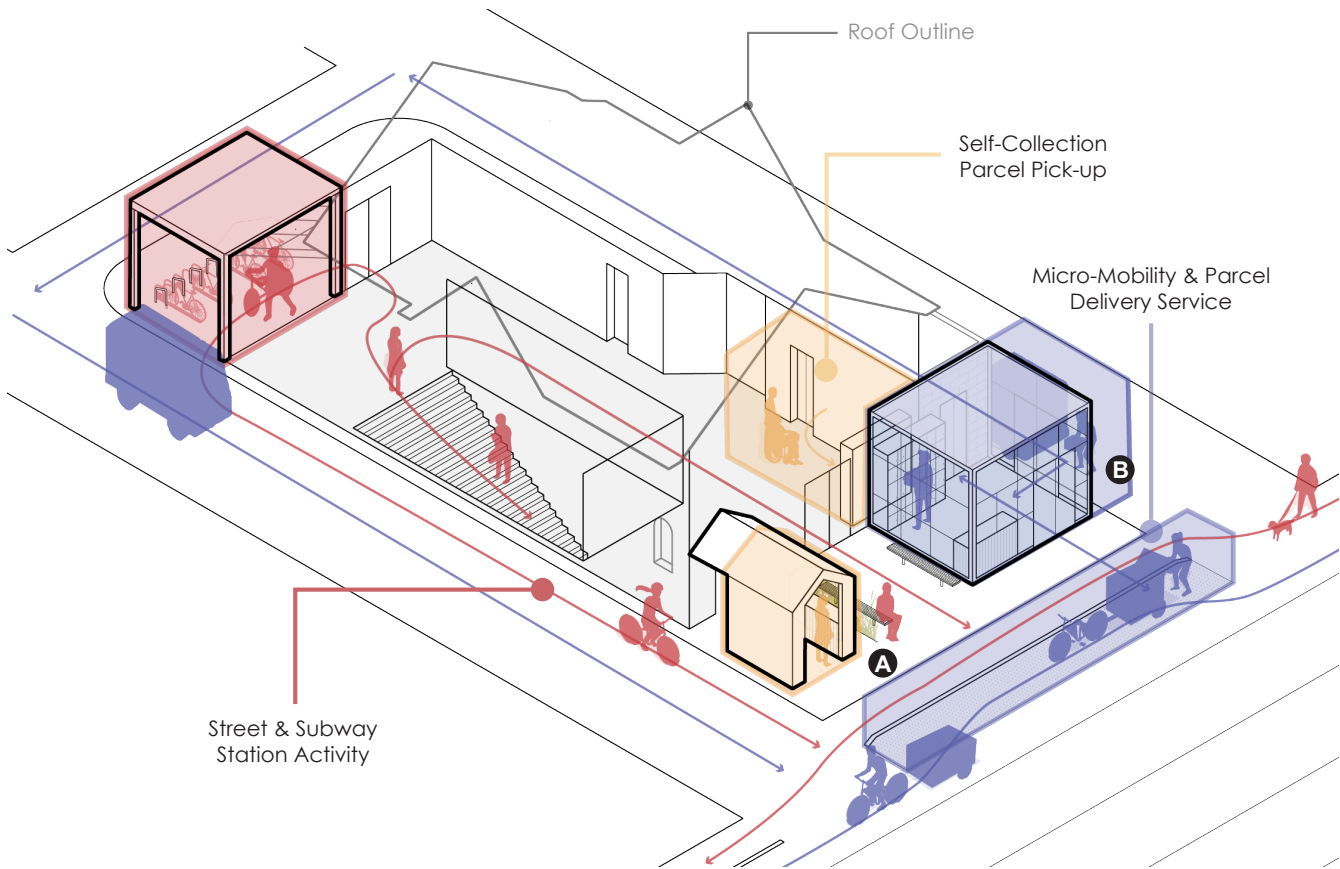 Roof Outline
Self-Collection
Parcel Pick-up
Micro-Mobility & Parcel
Delivery Service
B
A
Street & Subway
Station Activity